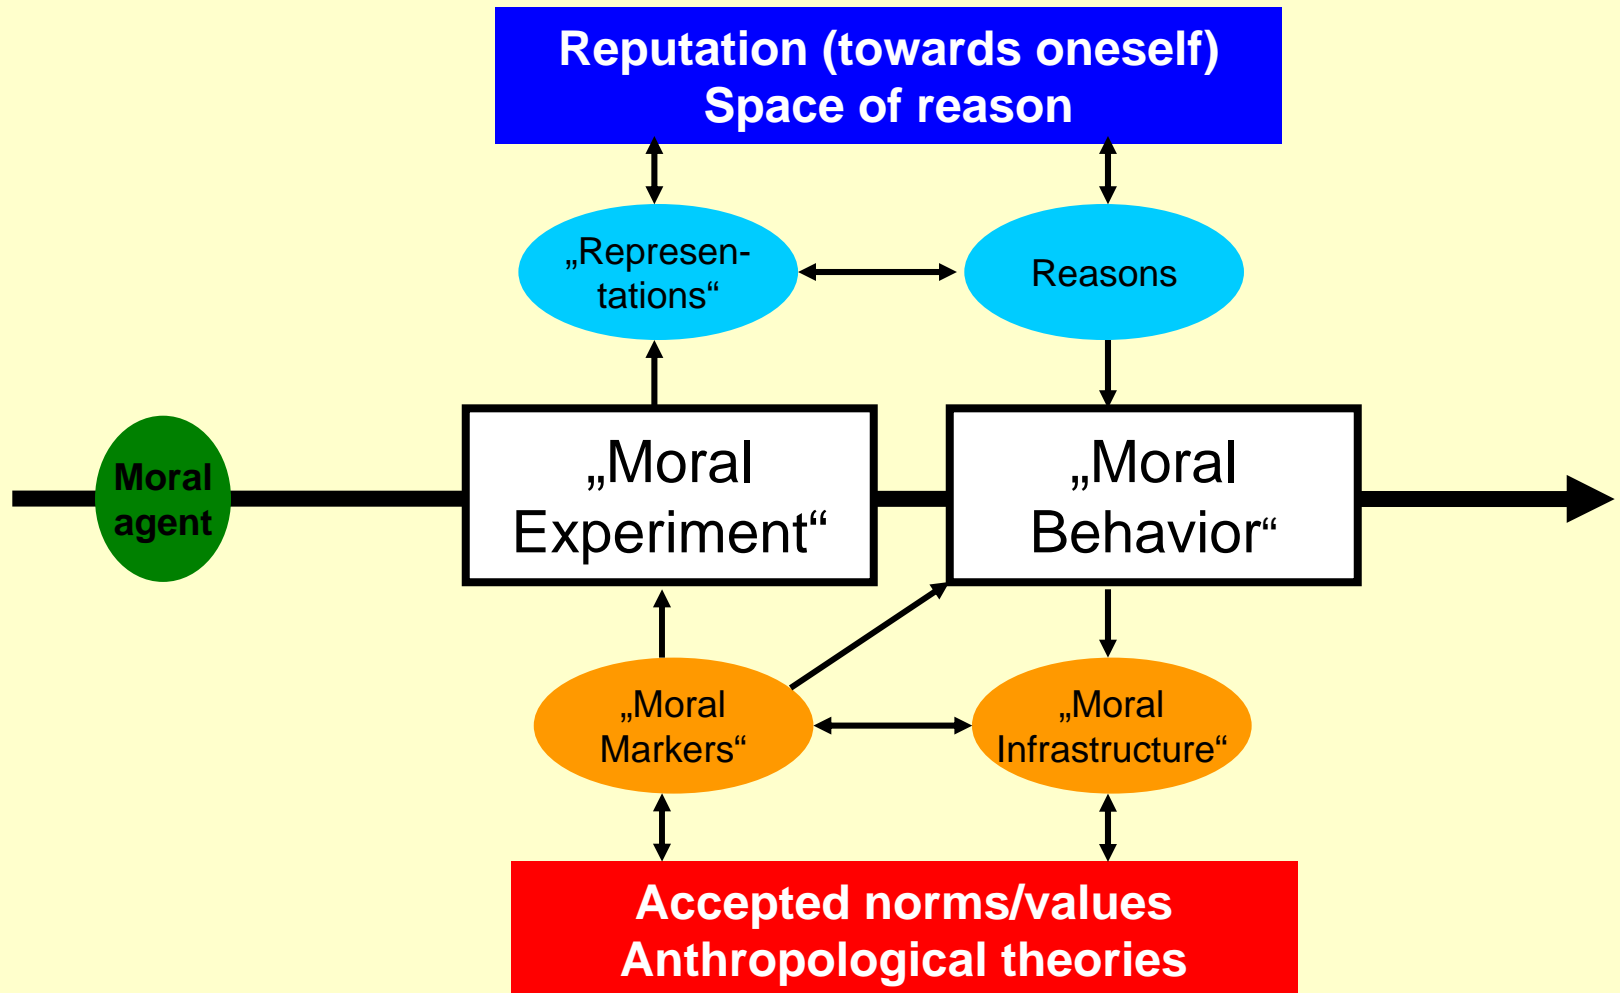 Reputation (towards oneself)
Space of reason
„Represen-
tations“
Reasons
Moral
agent
„Moral
Experiment“
„Moral
Behavior“
„Moral
Markers“
„Moral
Infrastructure“
Accepted norms/values
Anthropological theories